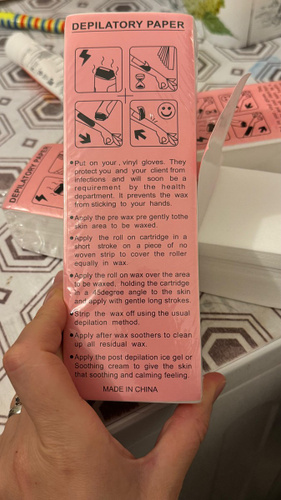 DEPILATORY PAPER
•Put on your , vinyl gloves. They
protect you and your client from
infections and will soon be a
requirement by the health
department. It prevents the wax
from sticking to your hands.
•Apply the pre wax pre gently tothe
skin area to be waxed.
•Apply the roll on cartridge in a
short stroke on a piece of no
woven strip to cover the roller
equally in wax.
•Apply the roll on wax over the area
to be waxed, holding the cartridge
in a 45degree angle to the skin
and apply with gentle long strokes.
•Strip the wax off using the usual
depilation method.
•Apply after wax soothers to clean
up all residual wax.
•Apply the post depilation ice gel or
Soothing cream to give the skin
that soothing and calming feeling.
MADE IN CHINA
DEPILATORY PAPER